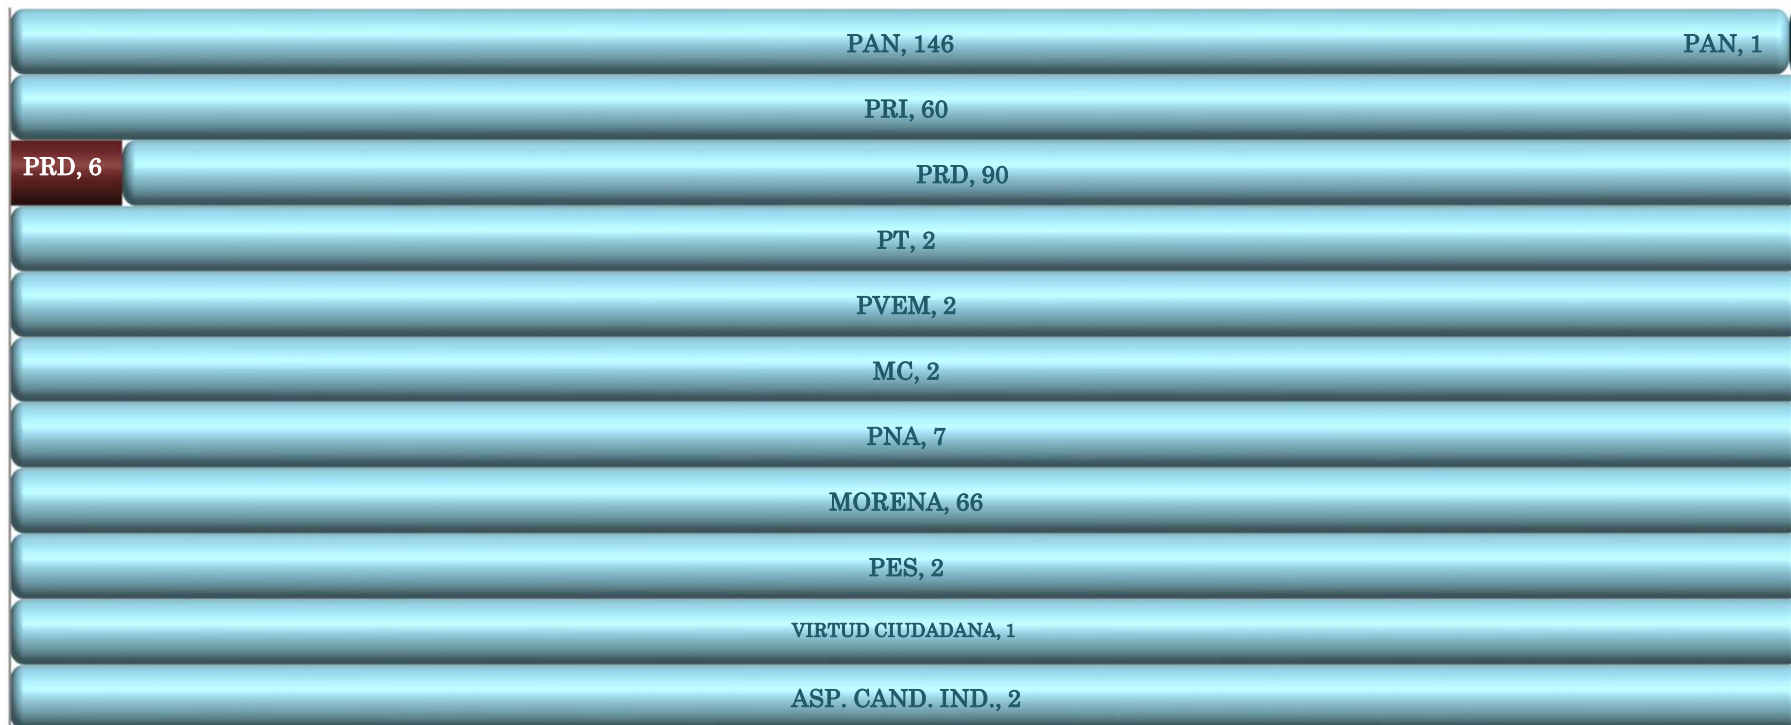 PAN, 146 PAN, 1
PRI, 60
PRD, 6 PRD, 90
PT, 2
PVEM, 2
MC, 2
PNA, 7
MORENA, 66
PES, 2
VIRTUD CIUDADANA, 1
ASP. CAND. IND., 2